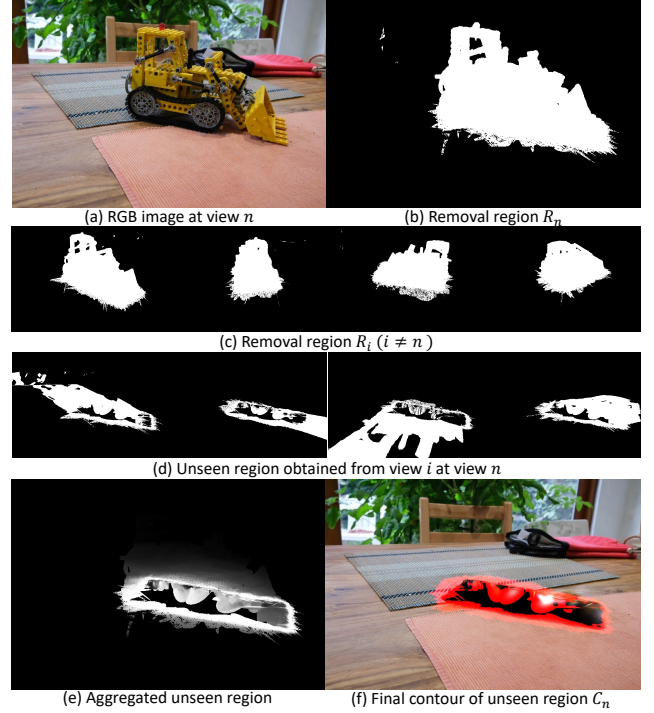 (a) RGB image at view n
(b) Removal region Rₙ
(c) Removal region Rᵢ (i ≠ n )
(d) Unseen region obtained from view i at view n
(e) Aggregated unseen region
(f) Final contour of unseen region Cₙ